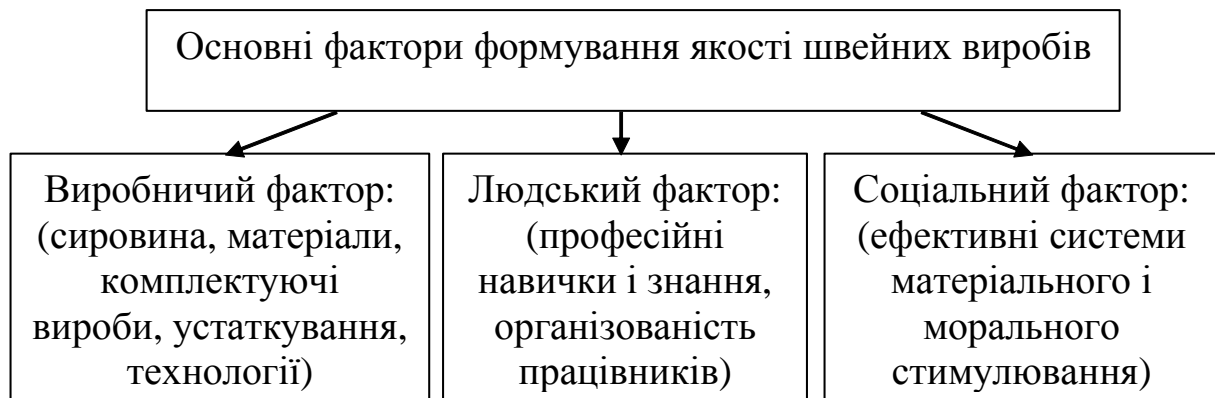 Основні фактори формування якості швейних виробів
Виробничий фактор:
(сировина, матеріали,
комплектуючі
вироби, устаткування,
технології)
Людський фактор:
(професійні
навички і знання,
організованість
працівників)
Соціальний фактор:
(ефективні системи
матеріального і
морального
стимулювання)